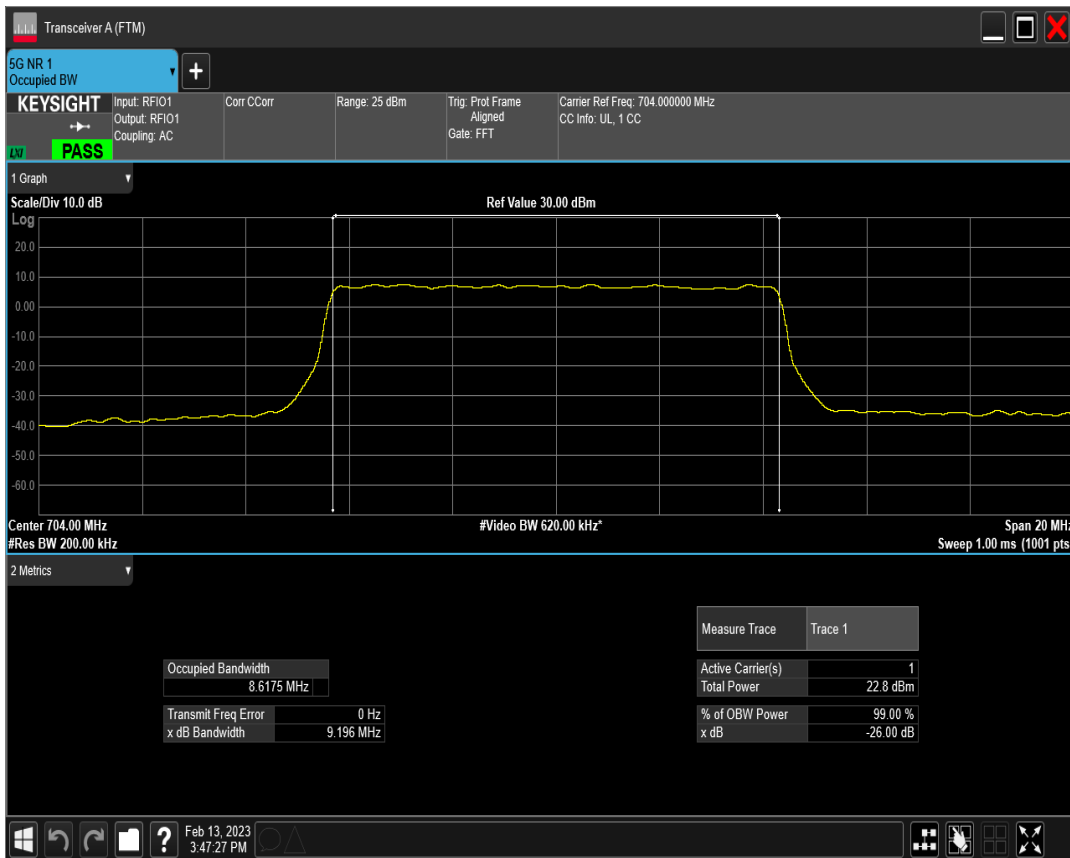 Transceiver A (FTM)
5G NR 1
Occupied BW
+
KEYSIGHT
LXI
PASS
Input: RFIO1
Output: RFIO1
Coupling: AC
Corr CCorr
Range: 25 dBm
Trig: Prot Frame
Aligned
Gate: FFT
Carrier Ref Freq: 704.000000 MHz
CC Info: UL, 1 CC
1 Graph
Scale/Div 10.0 dB
Ref Value 30.00 dBm
Log
20.0
10.0
0.00
-10.0
-20.0
-30.0
-40.0
-50.0
-60.0
Center 704.00 MHz
#Video BW 620.00 kHz*
Span 20 MHz
#Res BW 200.00 kHz
Sweep 1.00 ms (1001 pts
2 Metrics
Measure Trace Trace 1
Occupied Bandwidth
8.6175 MHz
Active Carrier(s) 1
Total Power 22.8 dBm
Transmit Freq Error 0 Hz
x dB Bandwidth 9.196 MHz
% of OBW Power 99.00 %
x dB -26.00 dB
?
Feb 13, 2023
3:47:27 PM